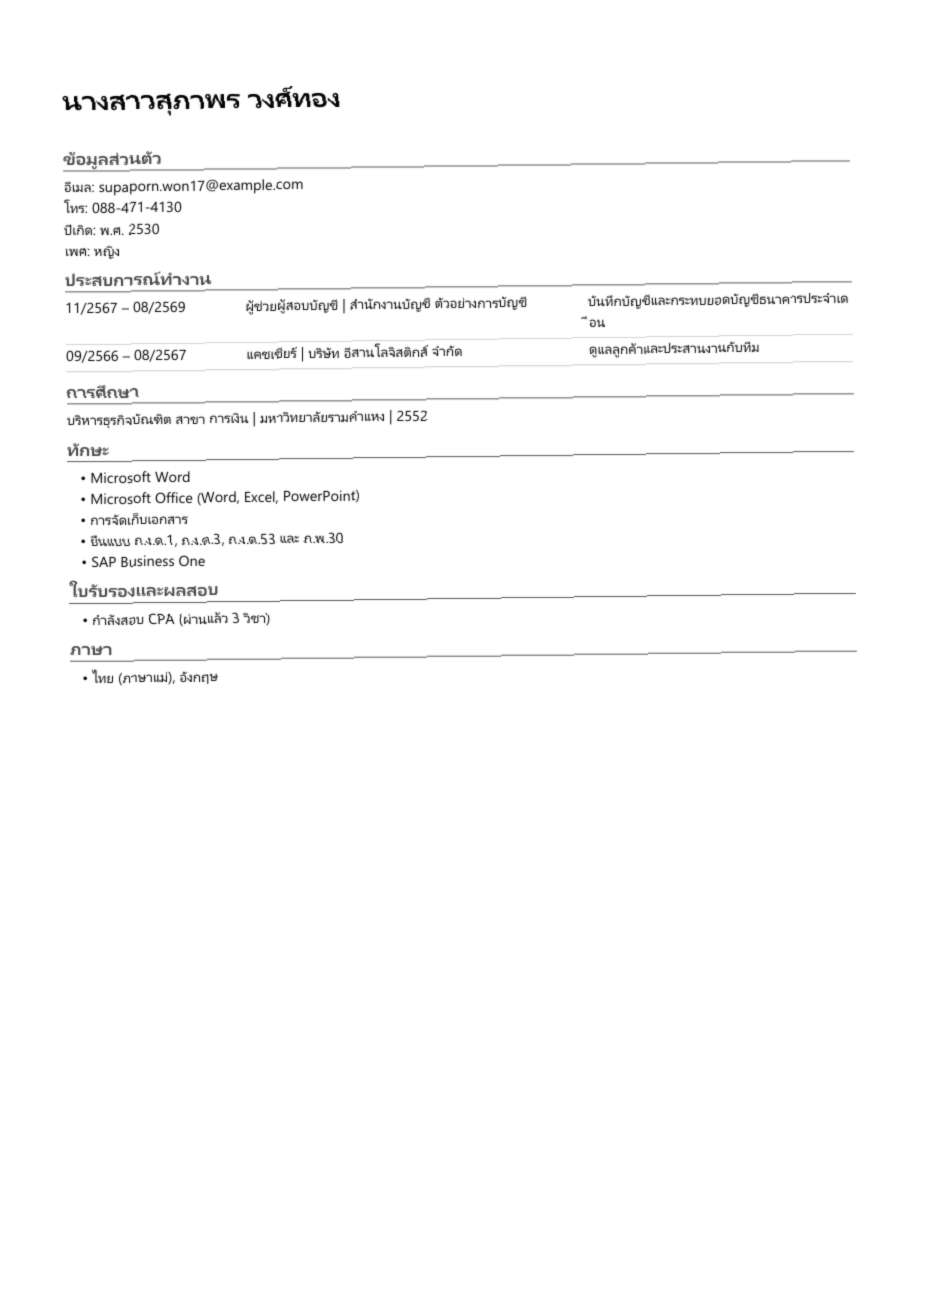 นางสาวสุภาพร วงศ์ทอง
ข้อมูลส่วนตัว
อีเมล: supaporn.won17@example.com
โทร: 088-471-4130
ปีเกิด: พ.ศ. 2530
เพศ: หญิง
ประสบการณ์ทำงาน
11/2567 – 08/2569 ผู้ช่วยผู้สอบบัญชี | สำนักงานบัญชี ตัวอย่างการบัญชี บันทึกบัญชีและกระทบยอดบัญชีธนาคารประจำเด
ือน
09/2566 – 08/2567 แคชเชียร์ | บริษัท อีสานโลจิสติกส์ จำกัด ดูแลลูกค้าและประสานงานกับทีม
การศึกษา
บริหารธุรกิจบัณฑิต สาขา การเงิน | มหาวิทยาลัยรามคำแหง | 2552
ทักษะ
• Microsoft Word
• Microsoft Office (Word, Excel, PowerPoint)
• การจัดเก็บเอกสาร
• ยื่นแบบ ภ.ง.ด.1, ภ.ง.ด.3, ภ.ง.ด.53 และ ภ.พ.30
• SAP Business One
ใบรับรองและผลสอบ
• กำลังสอบ CPA (ผ่านแล้ว 3 วิชา)
ภาษา
• ไทย (ภาษาแม่), อังกฤษ